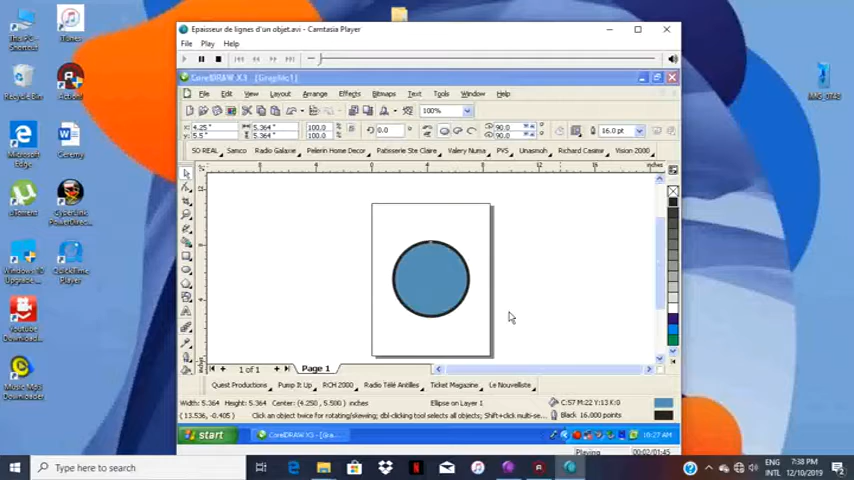 This PC - Shortcut
iTunes
Recycle Bin
Action!
Microsoft Edge
Ceremy
uTorrent
CyberLink PowerDirec...
Windows 10 Upgrade ...
QuickTime Player
Youtube Downloader...
Music Mp3 Downloader
Epaisseur de lignes d'un objet.avi - Camtasia Player
File Play Help
CorelDRAW X3 - [Graphic1]
File Edit View Layout Arrange Effects Bitmaps Text Tools Window Help
100%
x: 4.25 " 5.364 " 100.0 0.0 90.0 16.0 pt
y: 5.5 " 5.364 " 100.0 90.0
SO-REAL Samco Radio Galaxie Pelerin Home Decor Patisserie Ste Claire Valery Numa PVS Unasmoh Richard Casimir Vision 2000
inches
1 of 1 Page 1
Quest Productions Pump It Up RCH 2000 Radio Télé Antilles Ticket Magazine Le Nouvelliste
Width: 5.364 Height: 5.364 Center: (4.250 , 5.500 ) inches Ellipse on Layer 1 C:57 M:22 Y:13 K:0
(13.536, -0.405) Click an object twice for rotating/skewing; dbl-clicking tool selects all objects; Shift+click multi-se... Black 16.000 points
start CorelDRAW X3 - [Gra... 10:27 AM
Playing 00:02/01:45
Type here to search
ENG 7:38 PM
INTL 12/10/2019